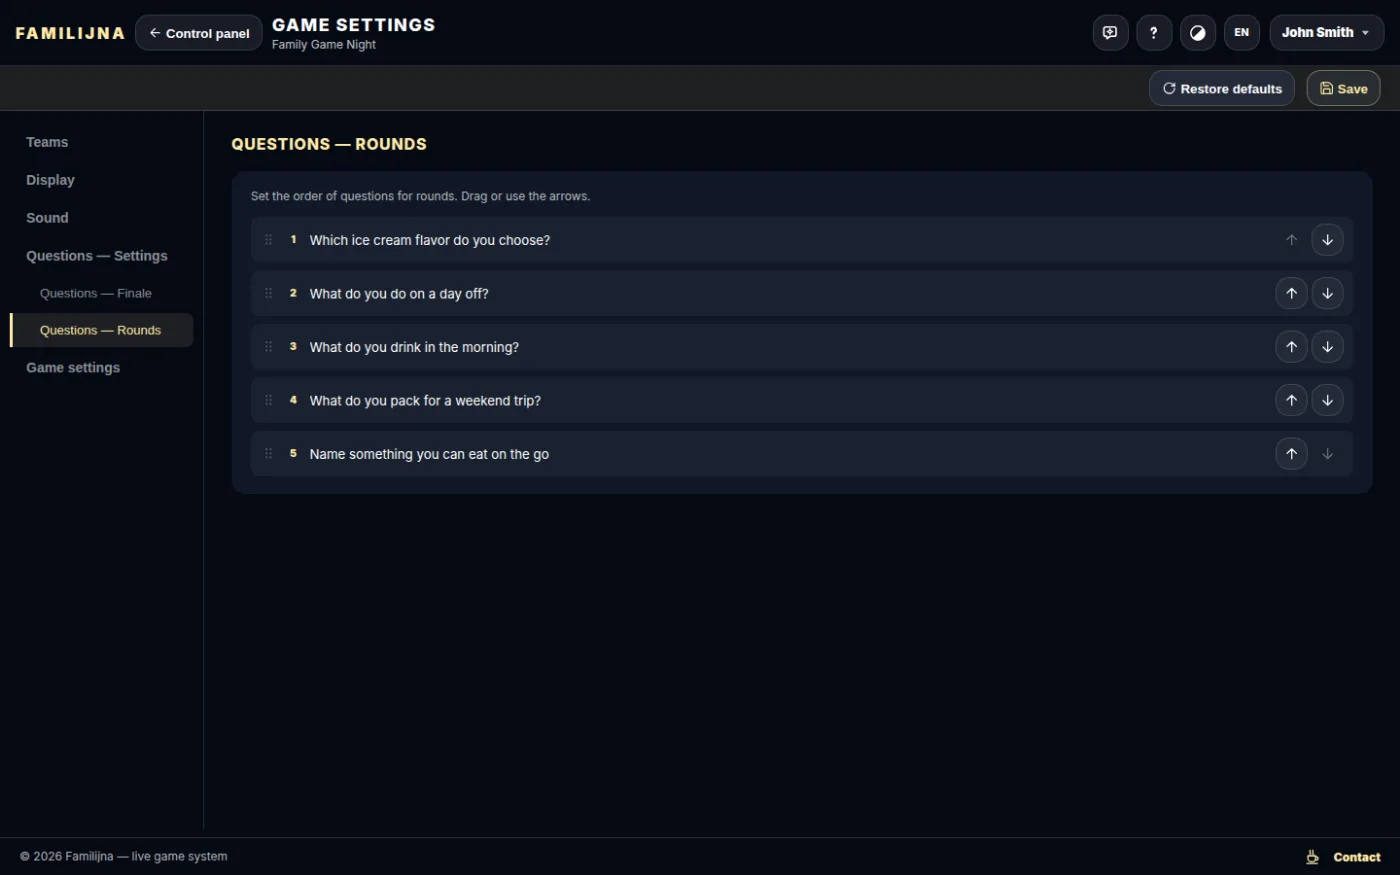 FAMILIJNA
Control panel
GAME SETTINGS
Family Game Night
?
EN
John Smith
Restore defaults
Save
Teams
Display
Sound
Questions — Settings
Questions — Finale
Questions — Rounds
Game settings
QUESTIONS — ROUNDS
Set the order of questions for rounds. Drag or use the arrows.
1 Which ice cream flavor do you choose?
2 What do you do on a day off?
3 What do you drink in the morning?
4 What do you pack for a weekend trip?
5 Name something you can eat on the go
© 2026 Familijna — live game system
Contact